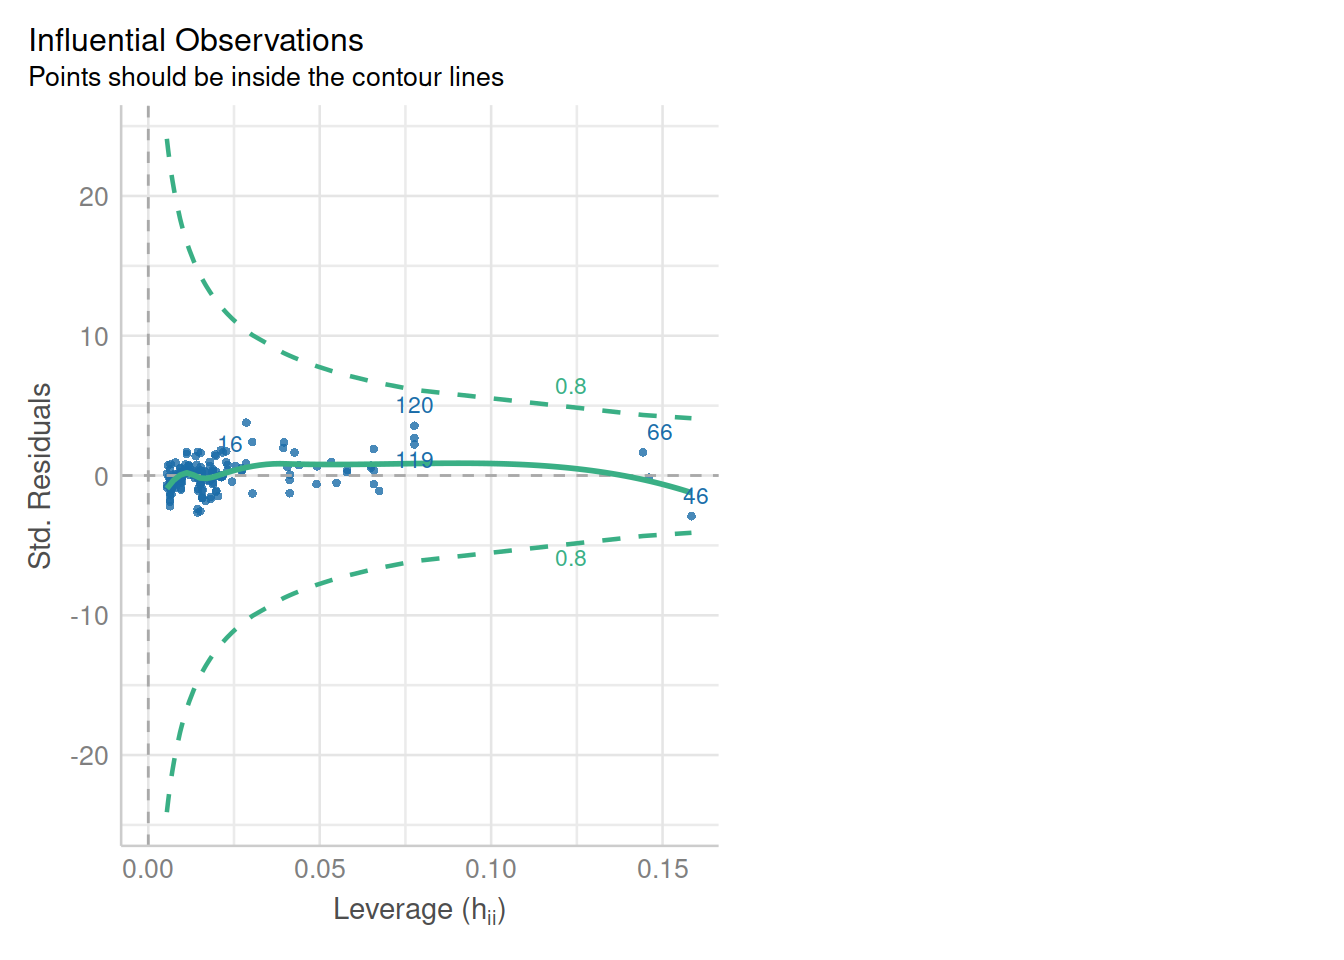 Influential Observations
Points should be inside the contour lines
20
10
0
-10
-20
Std. Residuals
0.8
120
66
16
119
46
0.8
0.00 0.05 0.10 0.15
Leverage (hii)